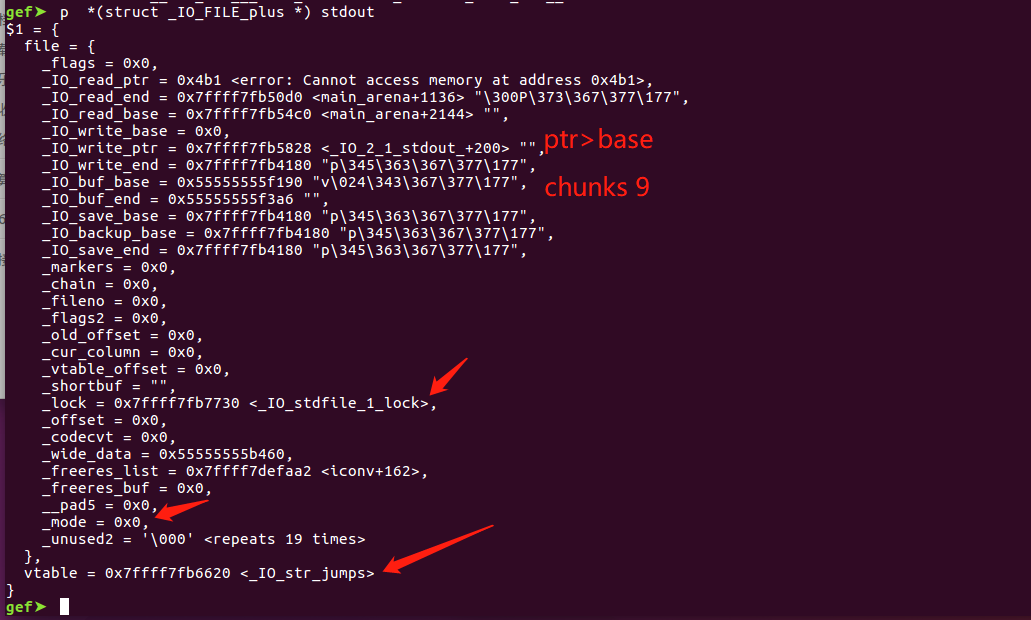 gef➤  p  *(struct _IO_FILE_plus *) stdout
$1 = {
  file = {
    _flags = 0x0,
    _IO_read_ptr = 0x4b1 <error: Cannot access memory at address 0x4b1>,
    _IO_read_end = 0x7ffff7fb50d0 <main_arena+1136> "\300P\373\367\377\177",
    _IO_read_base = 0x7ffff7fb54c0 <main_arena+2144> "",
    _IO_write_base = 0x0,
    _IO_write_ptr = 0x7ffff7fb5828 <_IO_2_1_stdout_+200> "", ptr>base
    _IO_write_end = 0x7ffff7fb4180 "p\345\363\367\377\177",
    _IO_buf_base = 0x55555555f190 "v\024\343\367\377\177", chunks 9
    _IO_buf_end = 0x55555555f3a6 "",
    _IO_save_base = 0x7ffff7fb4180 "p\345\363\367\377\177",
    _IO_backup_base = 0x7ffff7fb4180 "p\345\363\367\377\177",
    _IO_save_end = 0x7ffff7fb4180 "p\345\363\367\377\177",
    _markers = 0x0,
    _chain = 0x0,
    _fileno = 0x0,
    _flags2 = 0x0,
    _old_offset = 0x0,
    _cur_column = 0x0,
    _vtable_offset = 0x0,
    _shortbuf = "",
    _lock = 0x7ffff7fb7730 <_IO_stdfile_1_lock>,
    _offset = 0x0,
    _codecvt = 0x0,
    _wide_data = 0x55555555b460,
    _freeres_list = 0x7ffff7defaa2 <iconv+162>,
    _freeres_buf = 0x0,
    __pad5 = 0x0,
    _mode = 0x0,
    _unused2 = '\000' <repeats 19 times>
  },
  vtable = 0x7ffff7fb6620 <_IO_str_jumps>
}
gef➤